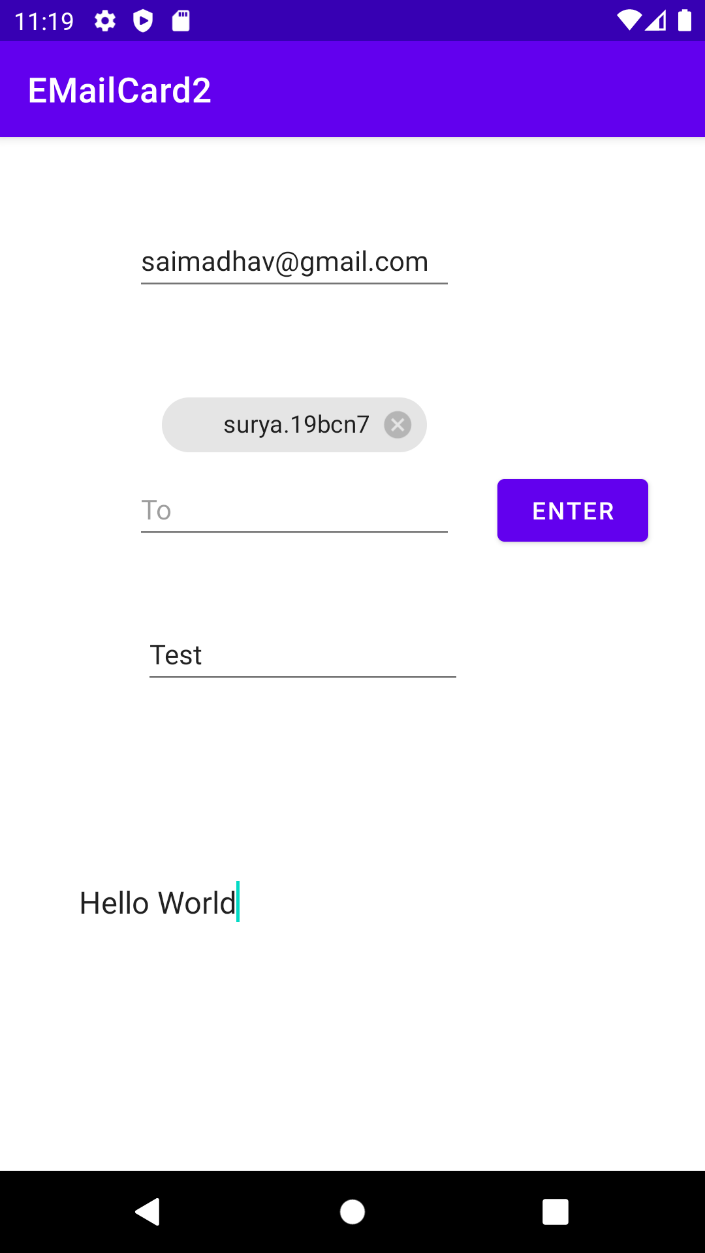 11:19
EMailCard2
saimadhav@gmail.com
surya.19bcn7
To
ENTER
Test
Hello World